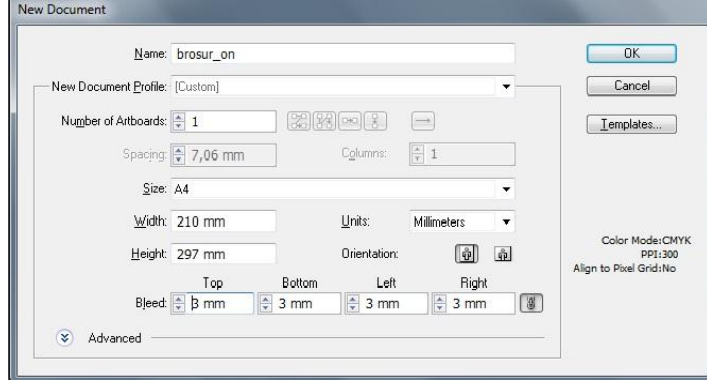 New Document
Name: brosur_on
OK
New Document Profile: [Custom]
Cancel
Number of Artboards: 1
Templates...
Spacing: 7,06 mm Columns: 1
Size: A4
Width: 210 mm Units: Millimeters
Height: 297 mm Orientation:
Color Mode:CMYK
PPI:300
Align to Pixel Grid:No
Top Bottom Left Right
Bleed: 3 mm 3 mm 3 mm 3 mm
Advanced